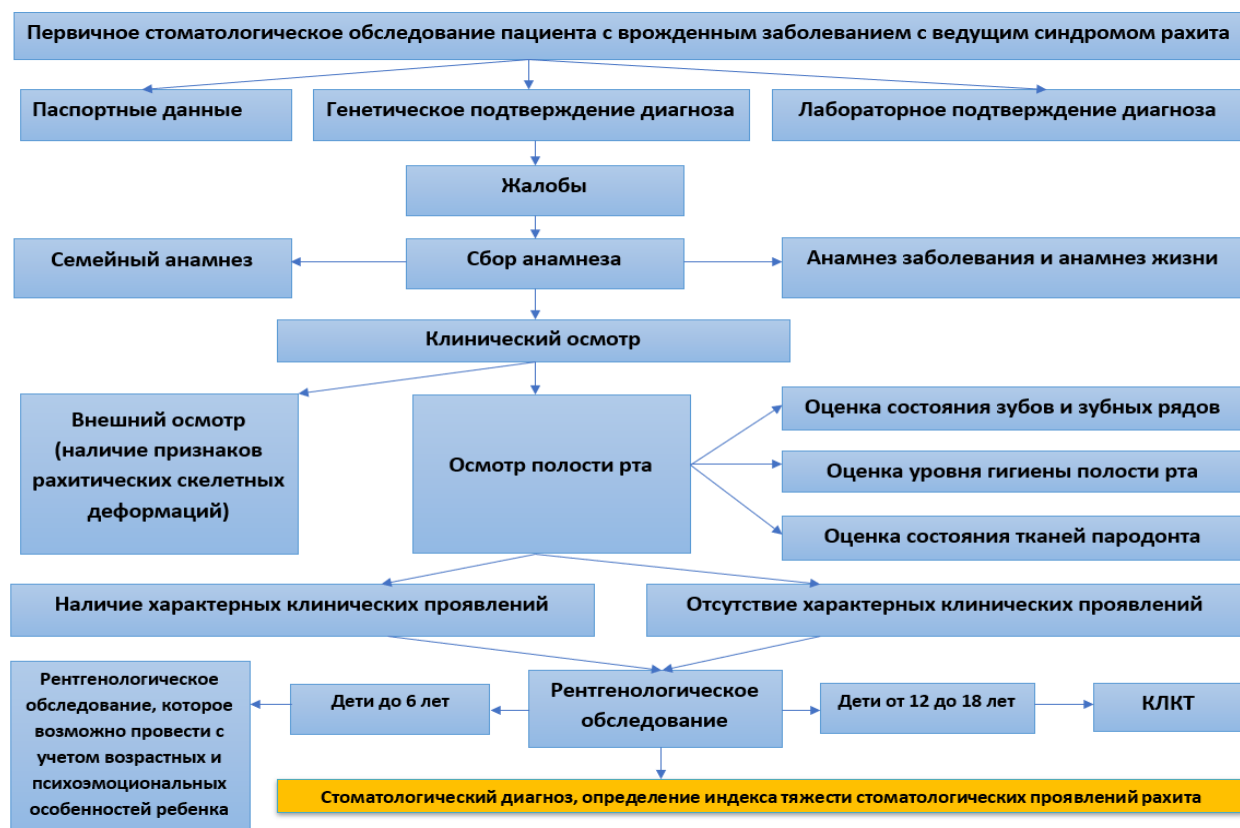 Первичное стоматологическое обследование пациента с врожденным заболеванием с ведущим синдромом рахита
Паспортные данные
Генетическое подтверждение диагноза
Лабораторное подтверждение диагноза
Жалобы
Семейный анамнез
Сбор анамнеза
Анамнез заболевания и анамнез жизни
Клинический осмотр
Внешний осмотр
(наличие признаков
рахитических скелетных
деформаций)
Осмотр полости рта
Оценка состояния зубов и зубных рядов
Оценка уровня гигиены полости рта
Оценка состояния тканей пародонта
Наличие характерных клинических проявлений
Отсутствие характерных клинических проявлений
Рентгенологическое
обследование, которое
возможно провести с
учетом возрастных и
психоэмоциональных
особенностей ребенка
Дети до 6 лет
Рентгенологическое
обследование
Дети от 12 до 18 лет
КЛКТ
Стоматологический диагноз, определение индекса тяжести стоматологических проявлений рахита